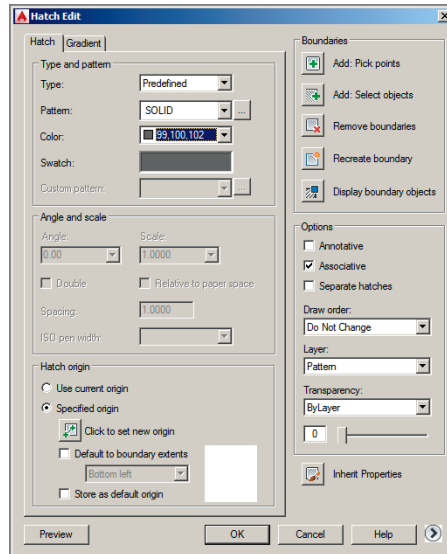 Hatch Edit
Hatch Gradient
Type and pattern
Type: Predefined
Pattern: SOLID ...
Color: 99,100,102
Swatch:
Custom pattern: ...
Angle and scale
Angle: Scale:
0.00 1.0000
Double Relative to paper space
Spacing: 1.0000
ISO pen width:
Hatch origin
Use current origin
Specified origin
Click to set new origin
Default to boundary extents
Bottom left
Store as default origin
Boundaries
Add: Pick points
Add: Select objects
Remove boundaries
Recreate boundary
Display boundary objects
Options
Annotative
Associative
Separate hatches
Draw order:
Do Not Change
Layer:
Pattern
Transparency:
ByLayer
0
Inherit Properties
Preview OK Cancel Help